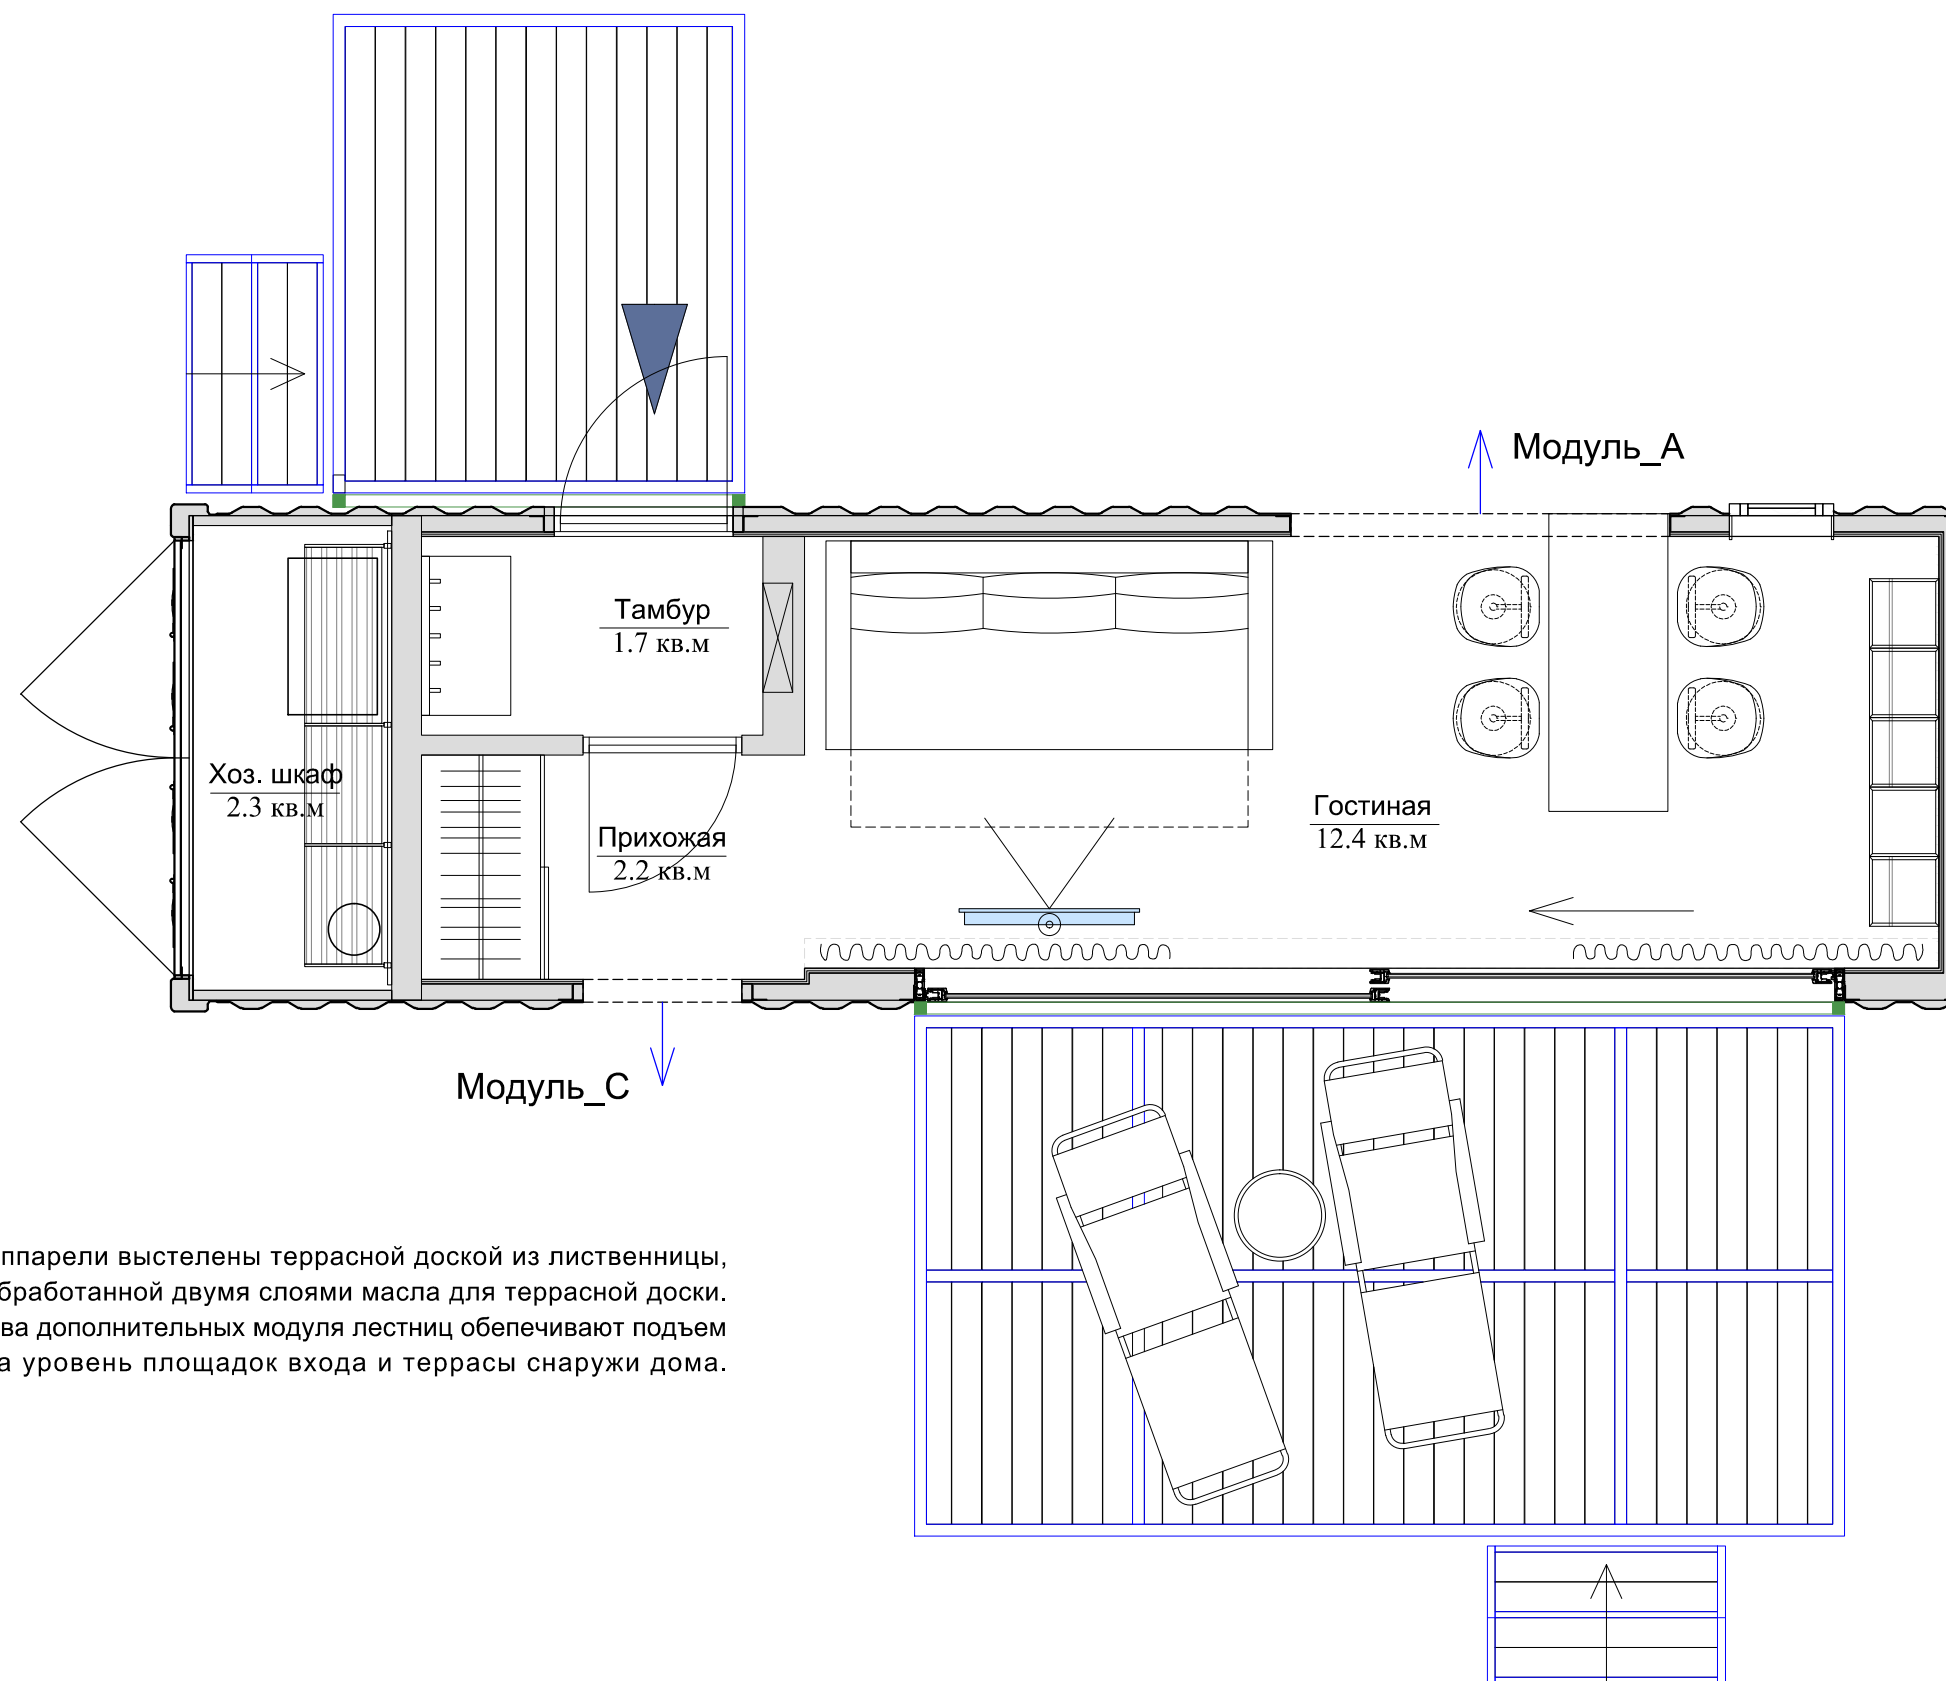 Модуль_А
Тамбур
1.7 кв.м
Хоз. шкаф
2.3 кв.м
Прихожая
2.2 кв.м
Гостиная
12.4 кв.м
Модуль_С
ппарели выстелены террасной доской из лиственницы,
бработанной двумя слоями масла для террасной доски.
ва дополнительных модуля лестниц обепечивают подъем
а уровень площадок входа и террасы снаружи дома.